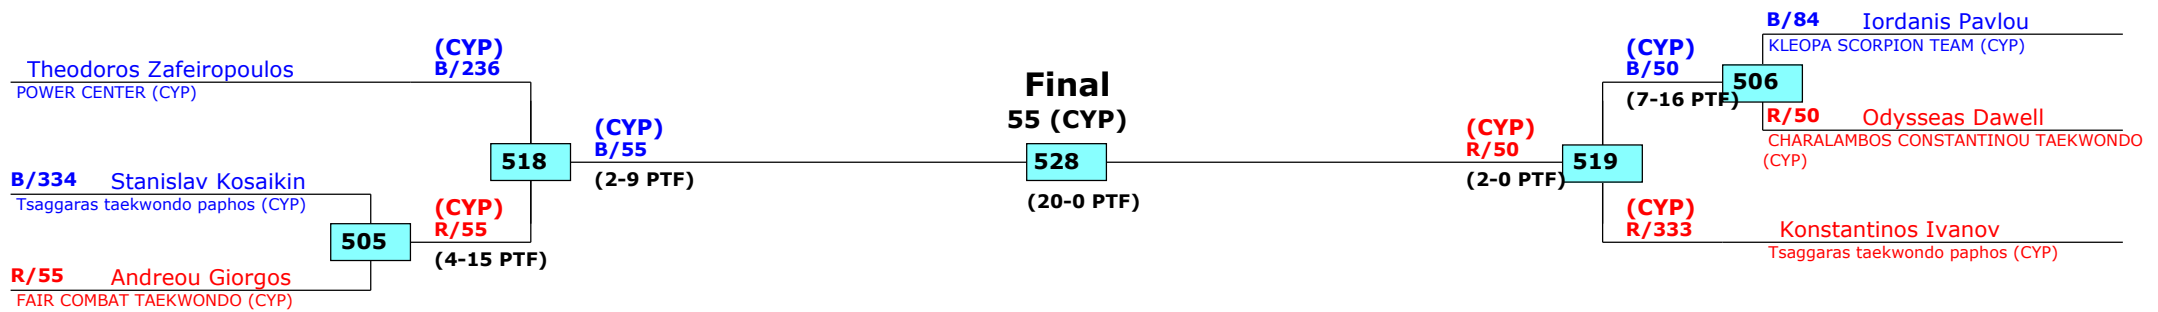 Theodoros Zafeiropoulos
POWER CENTER (CYP)
(CYP)
B/236
B/334 Stanislav Kosaikin
Tsaggaras taekwondo paphos (CYP)
505
R/55 Andreou Giorgos
FAIR COMBAT TAEKWONDO (CYP)
(CYP)
R/55
(4-15 PTF)
518
(CYP)
B/55
(2-9 PTF)
Final
55 (CYP)
528
(20-0 PTF)
(CYP)
R/50
(2-0 PTF)
519
(CYP)
B/50
(7-16 PTF)
506
B/84 Iordanis Pavlou
KLEOPA SCORPION TEAM (CYP)
R/50 Odysseas Dawell
CHARALAMBOS CONSTANTINOU TAEKWONDO
(CYP)
(CYP)
R/333
Konstantinos Ivanov
Tsaggaras taekwondo paphos (CYP)